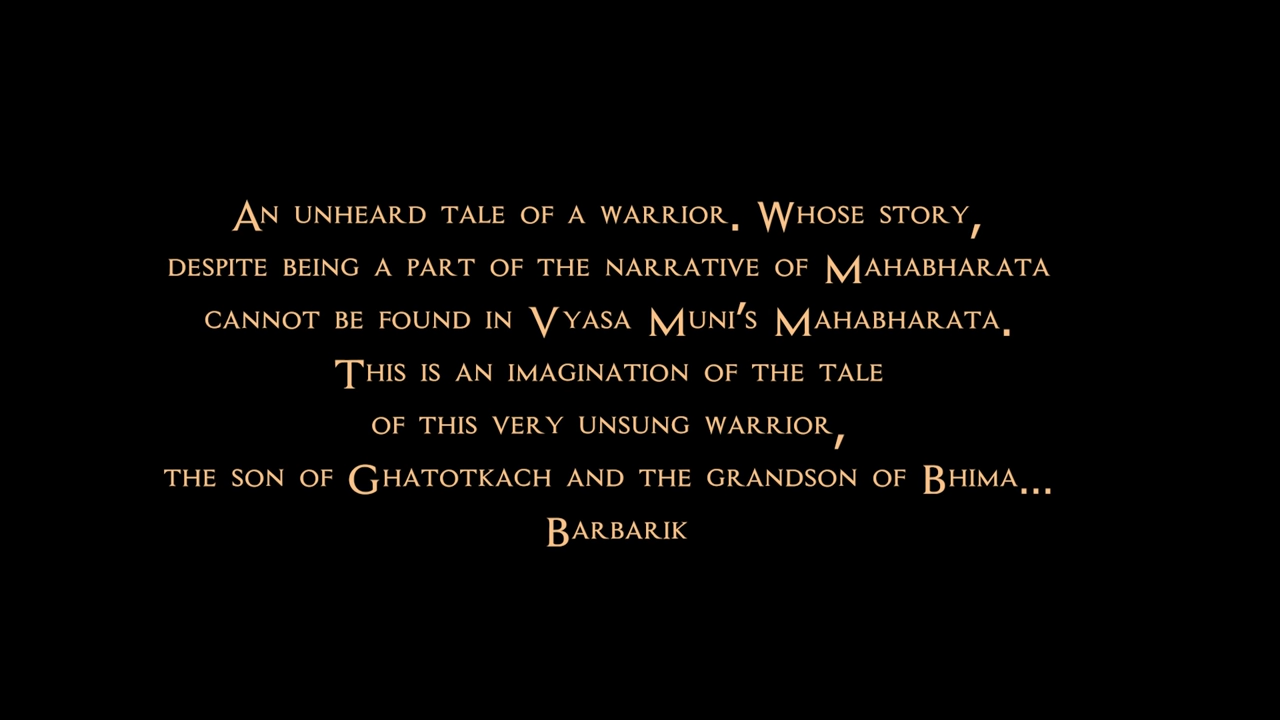 An unheard tale of a warrior. Whose story,
despite being a part of the narrative of Mahabharata
cannot be found in Vyasa Muni's Mahabharata.
This is an imagination of the tale
of this very unsung warrior,
the son of Ghatotkach and the grandson of Bhima...
Barbarik